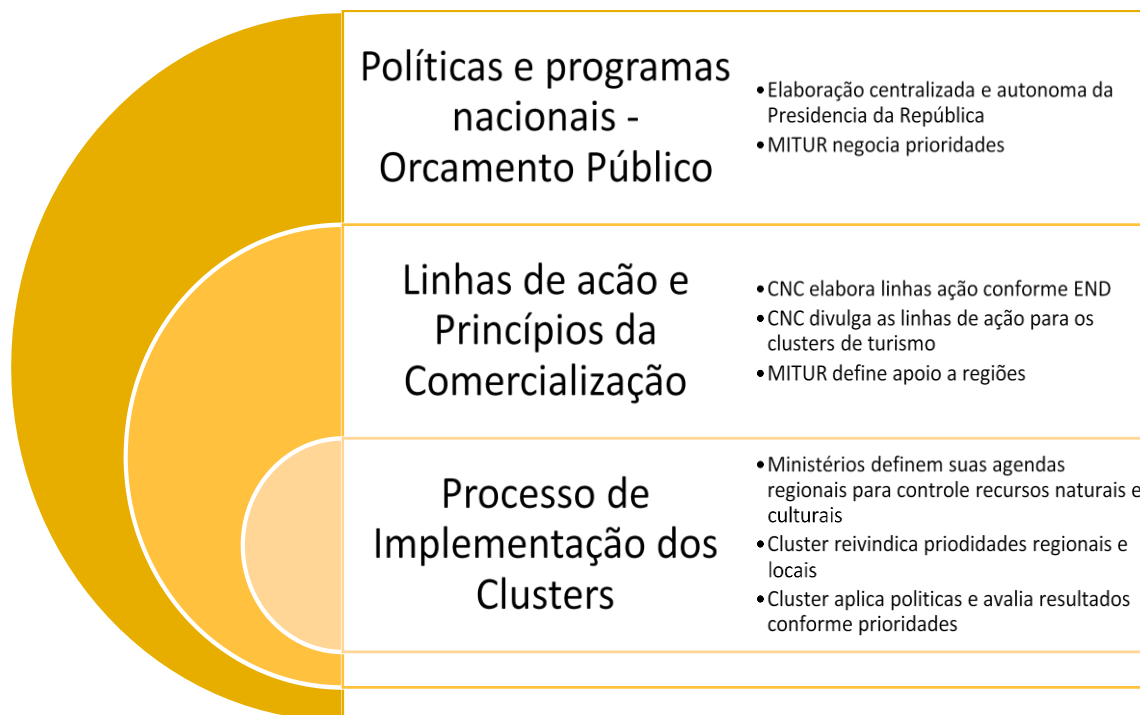 Políticas e programas
nacionais -
Orcamento Público
•Elaboração centralizada e autonoma da
Presidencia da República
•MITUR negocia prioridades
Linhas de acão e
Princípios da
Comercialização
•CNC elabora linhas ação conforme END
•CNC divulga as linhas de ação para os
clusters de turismo
•MITUR define apoio a regiões
Processo de
Implementação dos
Clusters
•Ministérios definem suas agendas
regionais para controle recursos naturais e
culturais
•Cluster reivindica priodidades regionais e
locais
•Cluster aplica politicas e avalia resultados
conforme prioridades